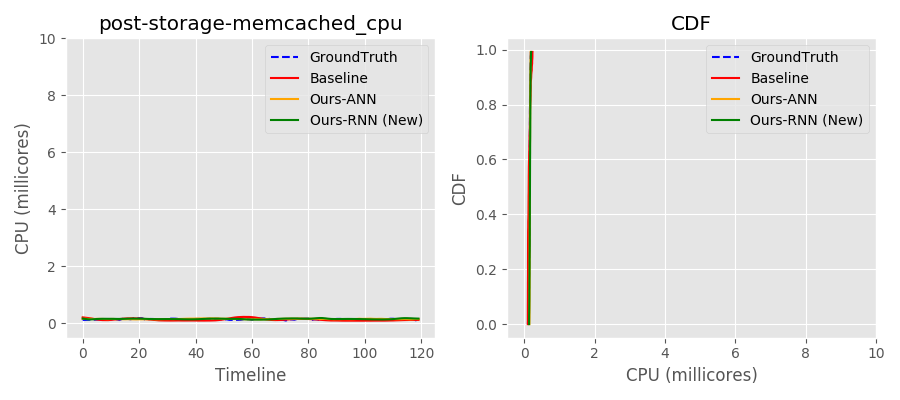 post-storage-memcached_cpu
CPU (millicores)
10
8
6
4
2
0
0 20 40 60 80 100 120
Timeline
GroundTruth
Baseline
Ours-ANN
Ours-RNN (New)
CDF
CDF
1.0
0.8
0.6
0.4
0.2
0.0
0 2 4 6 8 10
CPU (millicores)
GroundTruth
Baseline
Ours-ANN
Ours-RNN (New)